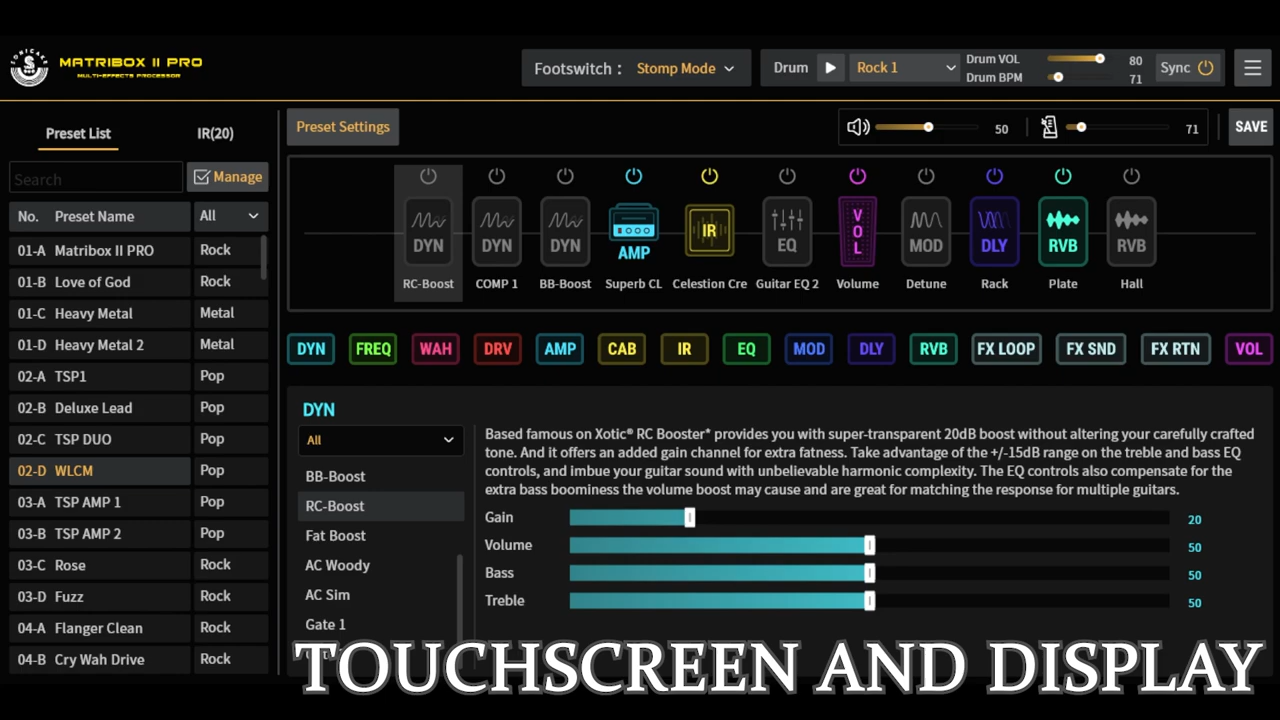 SONICAKE
MATRIBOX II PRO
MULTI-EFFECTS PROCESSOR
Footswitch : Stomp Mode
Drum Rock 1
Drum VOL 80
Drum BPM 71
Sync
Preset List IR(20)
Search Manage
No. Preset Name All
01-A Matribox II PRO Rock
01-B Love of God Rock
01-C Heavy Metal Metal
01-D Heavy Metal 2 Metal
02-A TSP1 Pop
02-B Deluxe Lead Pop
02-C TSP DUO Pop
02-D WLCM Pop
03-A TSP AMP 1 Pop
03-B TSP AMP 2 Pop
03-C Rose Rock
03-D Fuzz Rock
04-A Flanger Clean Rock
04-B Cry Wah Drive Rock
Preset Settings 50 71 SAVE
DYN DYN DYN AMP IR EQ VOL MOD DLY RVB RVB
RC-Boost COMP 1 BB-Boost Superb CL Celestion Cre Guitar EQ 2 Volume Detune Rack Plate Hall
DYN FREQ WAH DRV AMP CAB IR EQ MOD DLY RVB FX LOOP FX SND FX RTN VOL
DYN
All
BB-Boost
RC-Boost
Fat Boost
AC Woody
AC Sim
Gate 1
Based famous on Xotic® RC Booster* provides you with super-transparent 20dB boost without altering your carefully crafted
tone. And it offers an added gain channel for extra fatness. Take advantage of the +/-15dB range on the treble and bass EQ
controls, and imbue your guitar sound with unbelievable harmonic complexity. The EQ controls also compensate for the
extra bass boominess the volume boost may cause and are great for matching the response for multiple guitars.
Gain 20
Volume 50
Bass 50
Treble 50
TOUCHSCREEN AND DISPLAY